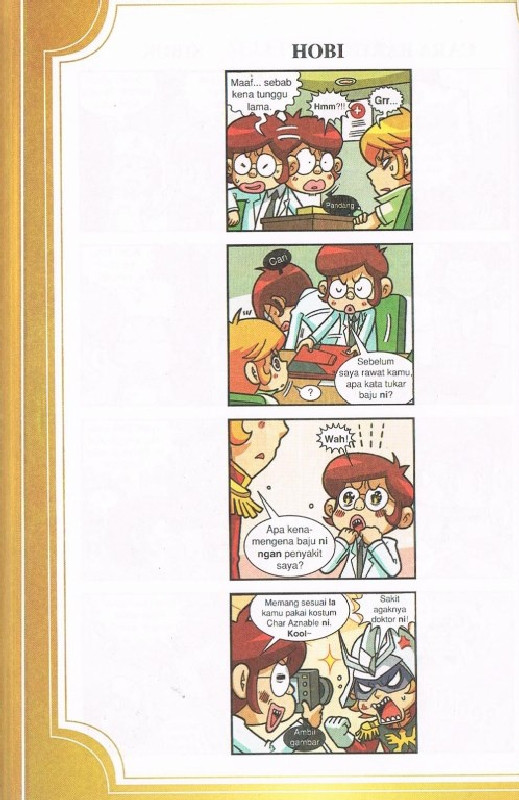 HOBI
Maaf... sebab
kena tunggu
lama.
Hmm?!!
Grr...
Pandang
Cari
Sebelum
saya rawat kamu,
apa kata tukar
baju ni?
?
Wah!
Apa kena-
mengena baju ni
ngan penyakit
saya?
Memang sesuai la
kamu pakai kostum
Char Aznable ni.
Kool~
Sakit
agaknya
doktor ni!
Ambil
gambar